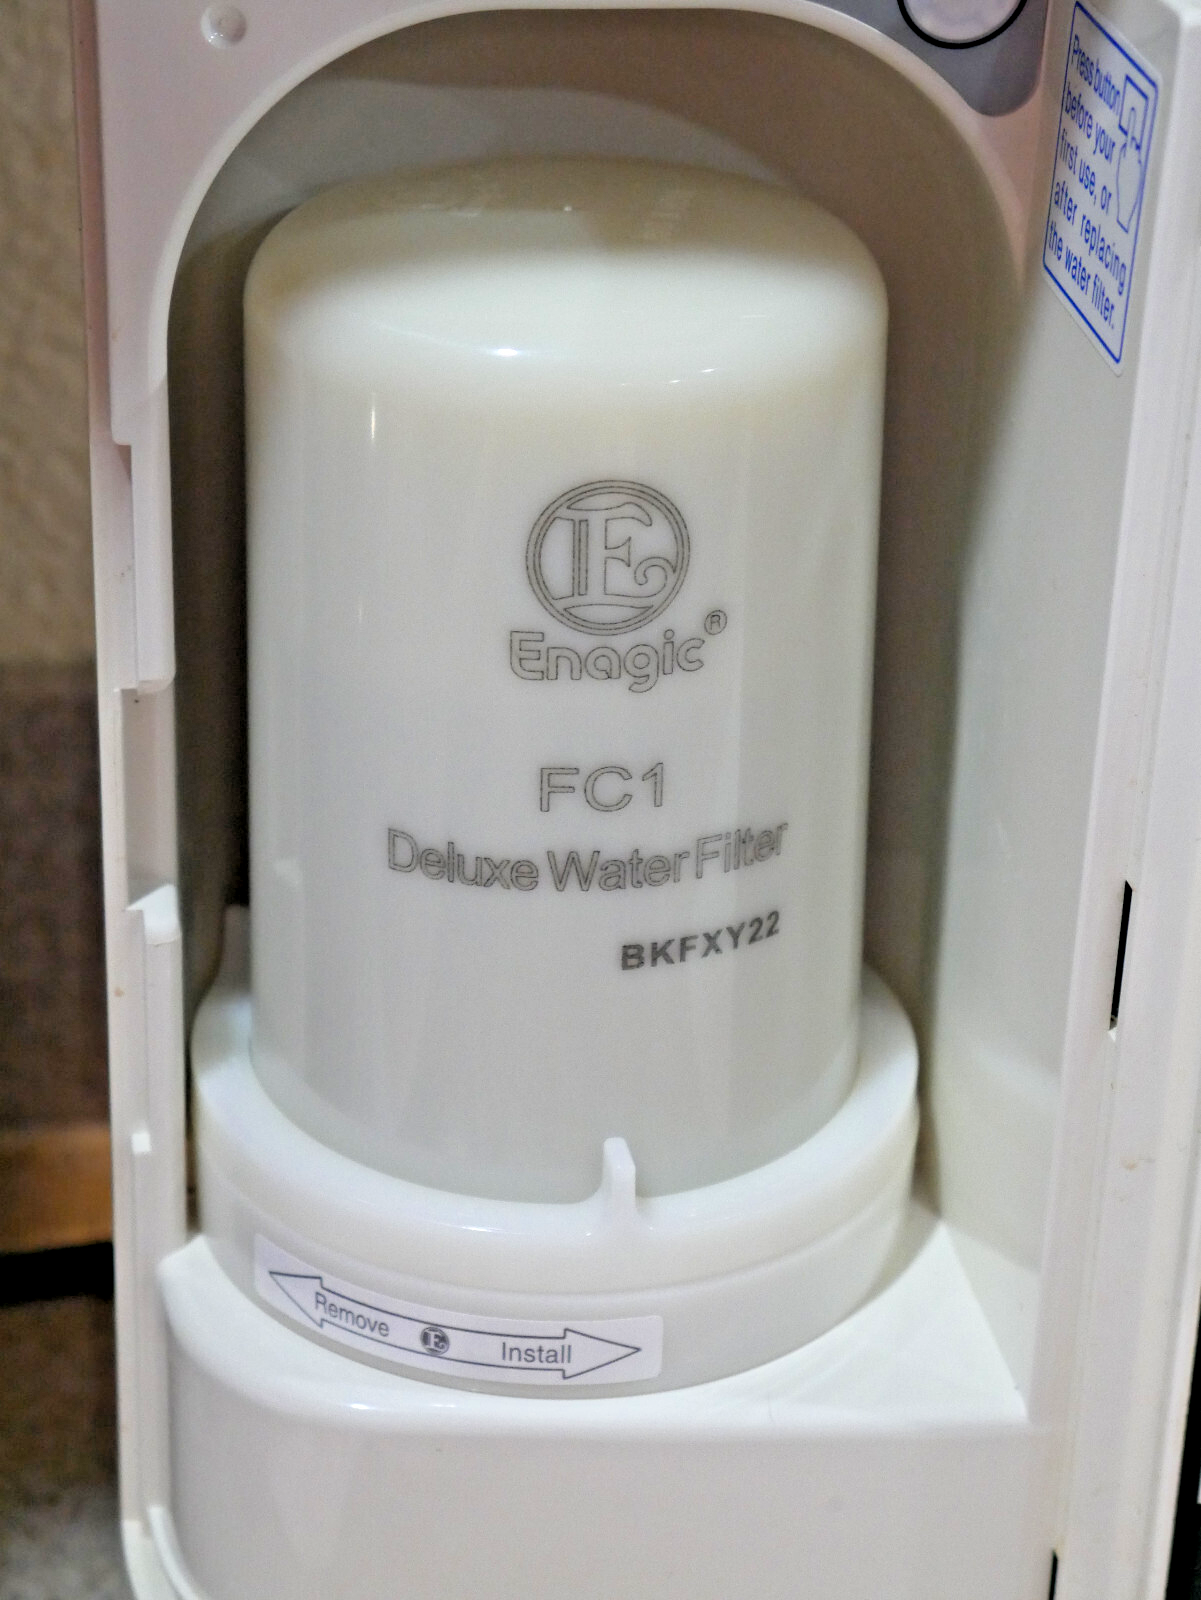 Press button
before your
first use, or
after replacing
the water filter.
E
Enagic®
FC1
Deluxe Water Filter
BKFXY22
Remove E Install